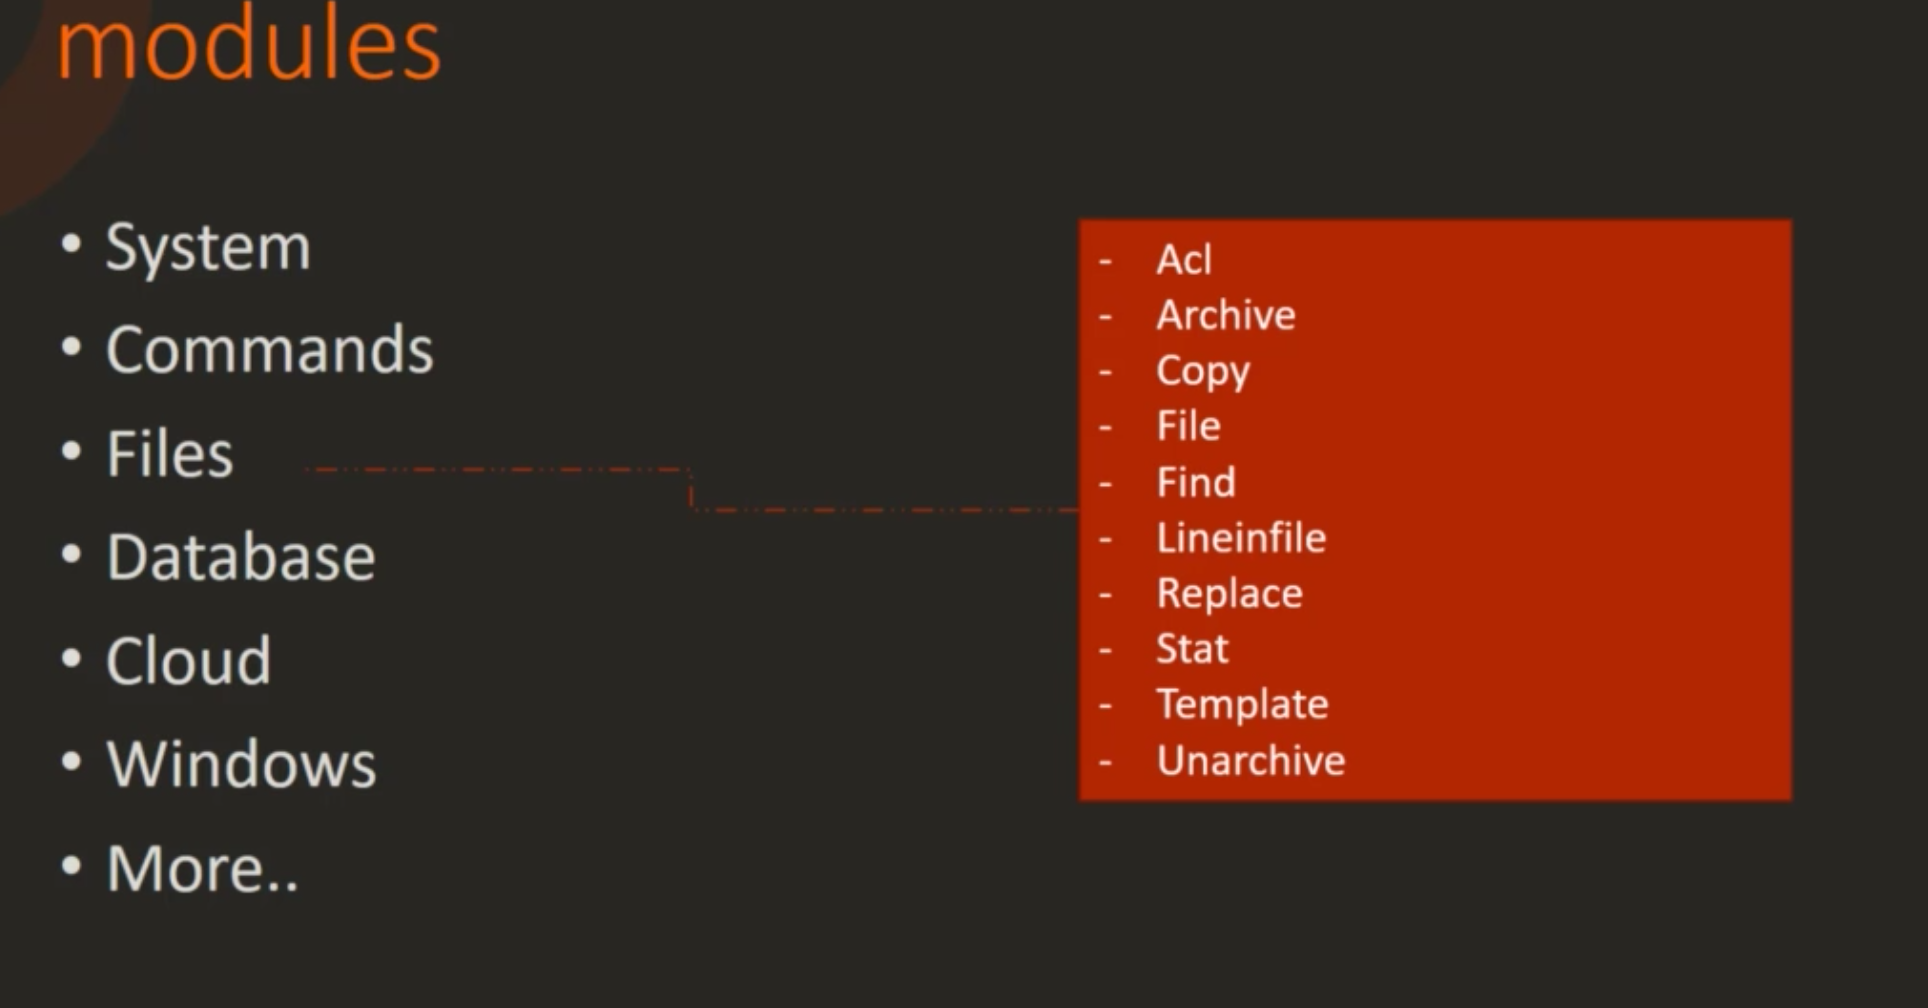 modules
• System
• Commands
• Files
• Database
• Cloud
• Windows
• More..
- Acl
- Archive
- Copy
- File
- Find
- Lineinfile
- Replace
- Stat
- Template
- Unarchive